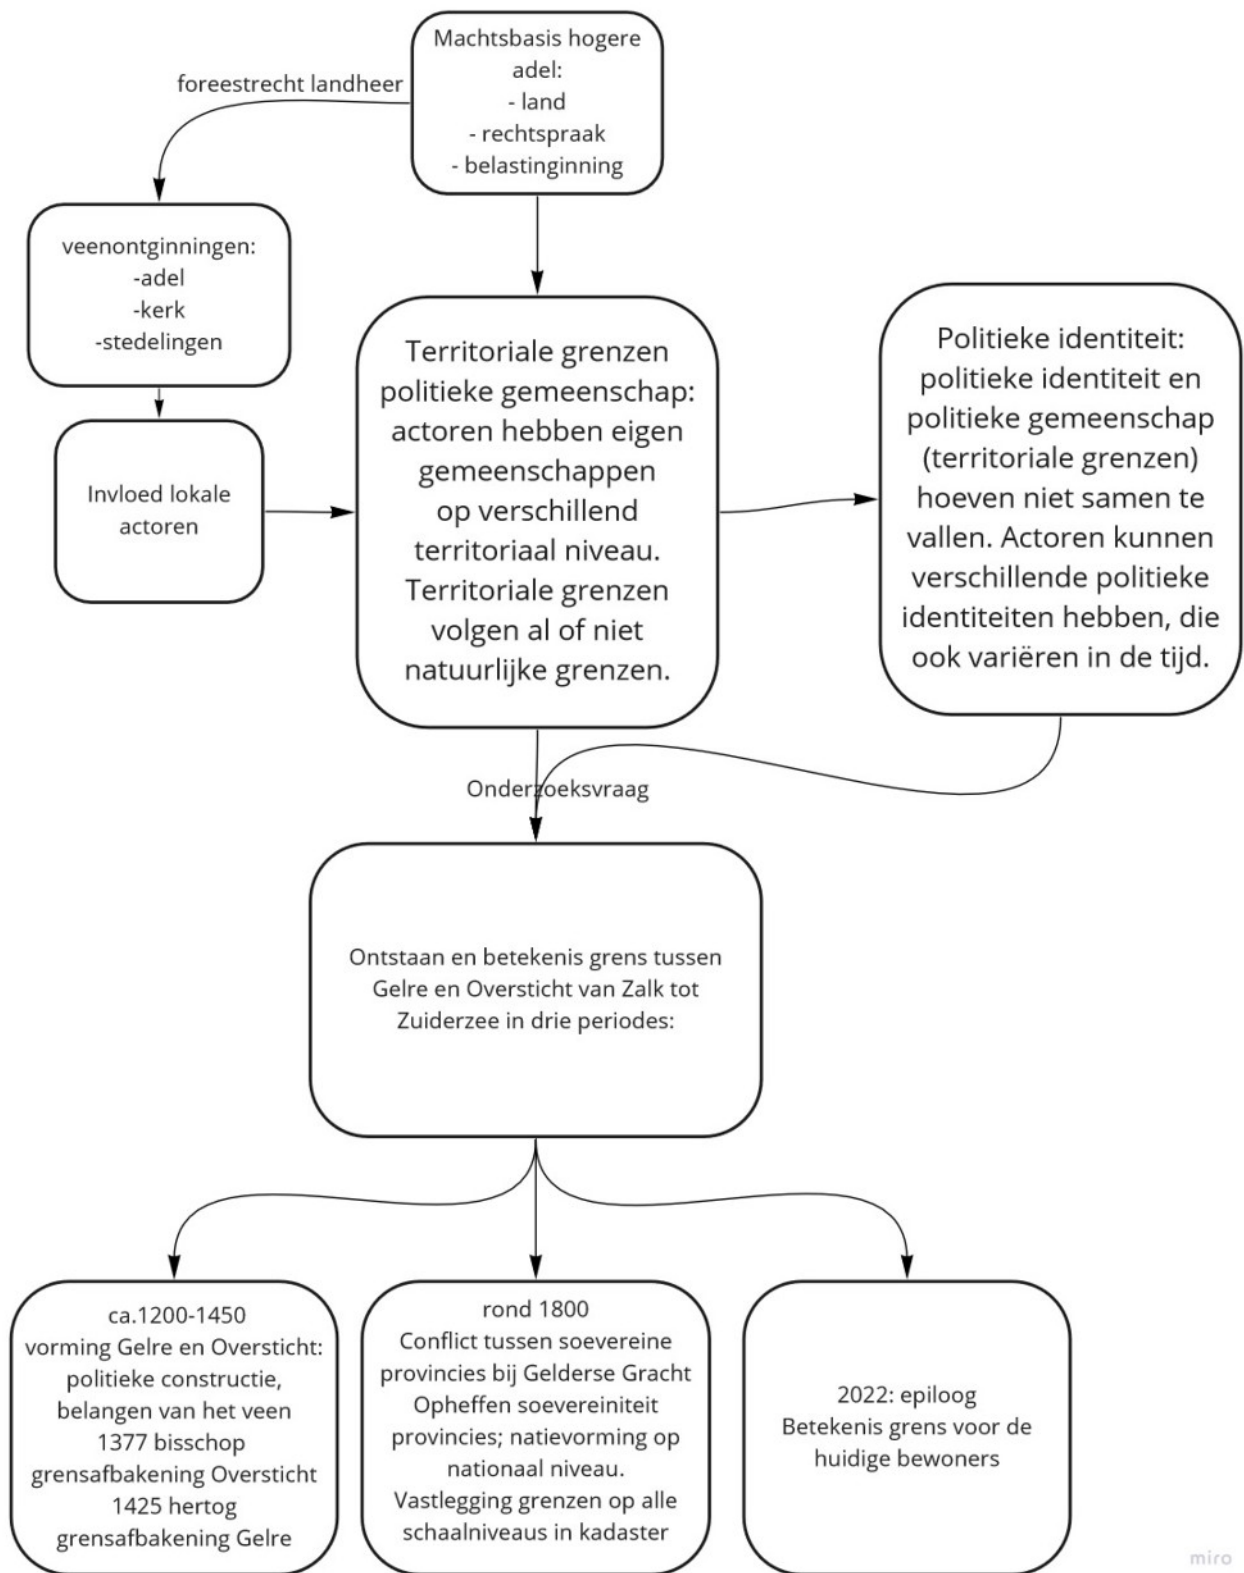 Machtsbasis hogere
adel:
- land
- rechtspraak
- belastinginning
foreestrecht landheer
veenontginningen:
-adel
-kerk
-stedelingen
Invloed lokale
actoren
Territoriale grenzen
politieke gemeenschap:
actoren hebben eigen
gemeenschappen
op verschillend
territoriaal niveau.
Territoriale grenzen
volgen al of niet
natuurlijke grenzen.
Politieke identiteit:
politieke identiteit en
politieke gemeenschap
(territoriale grenzen)
hoeven niet samen te
vallen. Actoren kunnen
verschillende politieke
identiteiten hebben, die
ook variëren in de tijd.
Onderzoeksvraag
Ontstaan en betekenis grens tussen
Gelre en Oversticht van Zalk tot
Zuiderzee in drie periodes:
ca.1200-1450
vorming Gelre en Oversticht:
politieke constructie,
belangen van het veen
1377 bisschop
grensafbakening Oversticht
1425 hertog
grensafbakening Gelre
rond 1800
Conflict tussen soevereine
provincies bij Gelderse Gracht
Opheffen soevereiniteit
provincies; natievorming op
nationaal niveau.
Vastlegging grenzen op alle
schaalniveaus in kadaster
2022: epiloog
Betekenis grens voor de
huidige bewoners
miro